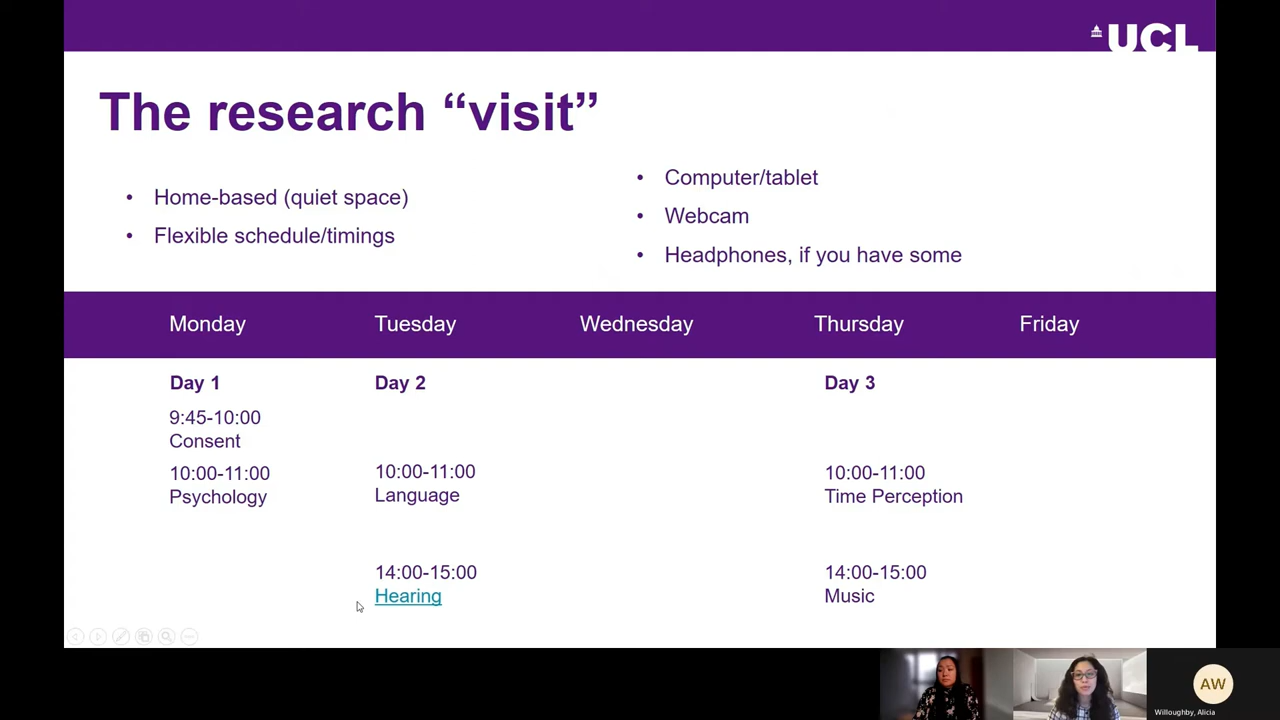 UCL
The research “visit”
• Home-based (quiet space)
• Flexible schedule/timings
• Computer/tablet
• Webcam
• Headphones, if you have some
Monday Tuesday Wednesday Thursday Friday
Day 1
9:45-10:00
Consent
10:00-11:00
Psychology
Day 2
10:00-11:00
Language
14:00-15:00
Hearing
Day 3
10:00-11:00
Time Perception
14:00-15:00
Music
AW
Willoughby, Alicia